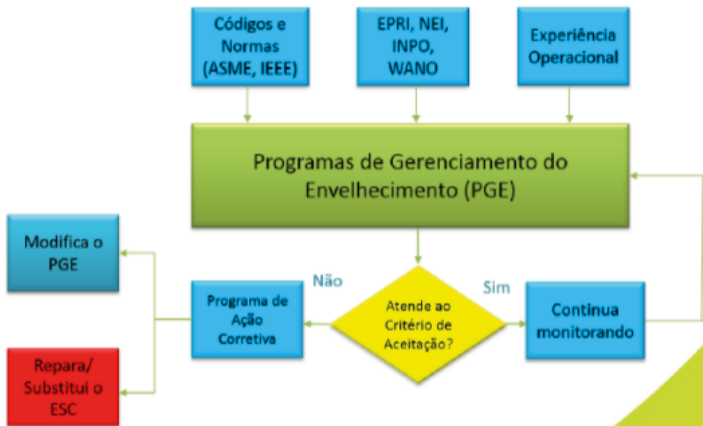 Códigos e
Normas
(ASME, IEEE)
EPRI, NEI,
INPO,
WANO
Experiência
Operacional
Programas de Gerenciamento do
Envelhecimento (PGE)
Modifica o
PGE
Não
Sim
Programa de
Ação
Corretiva
Atende ao
Critério de
Aceitação?
Continua
monitorando
Repara/
Substitui o
ESC